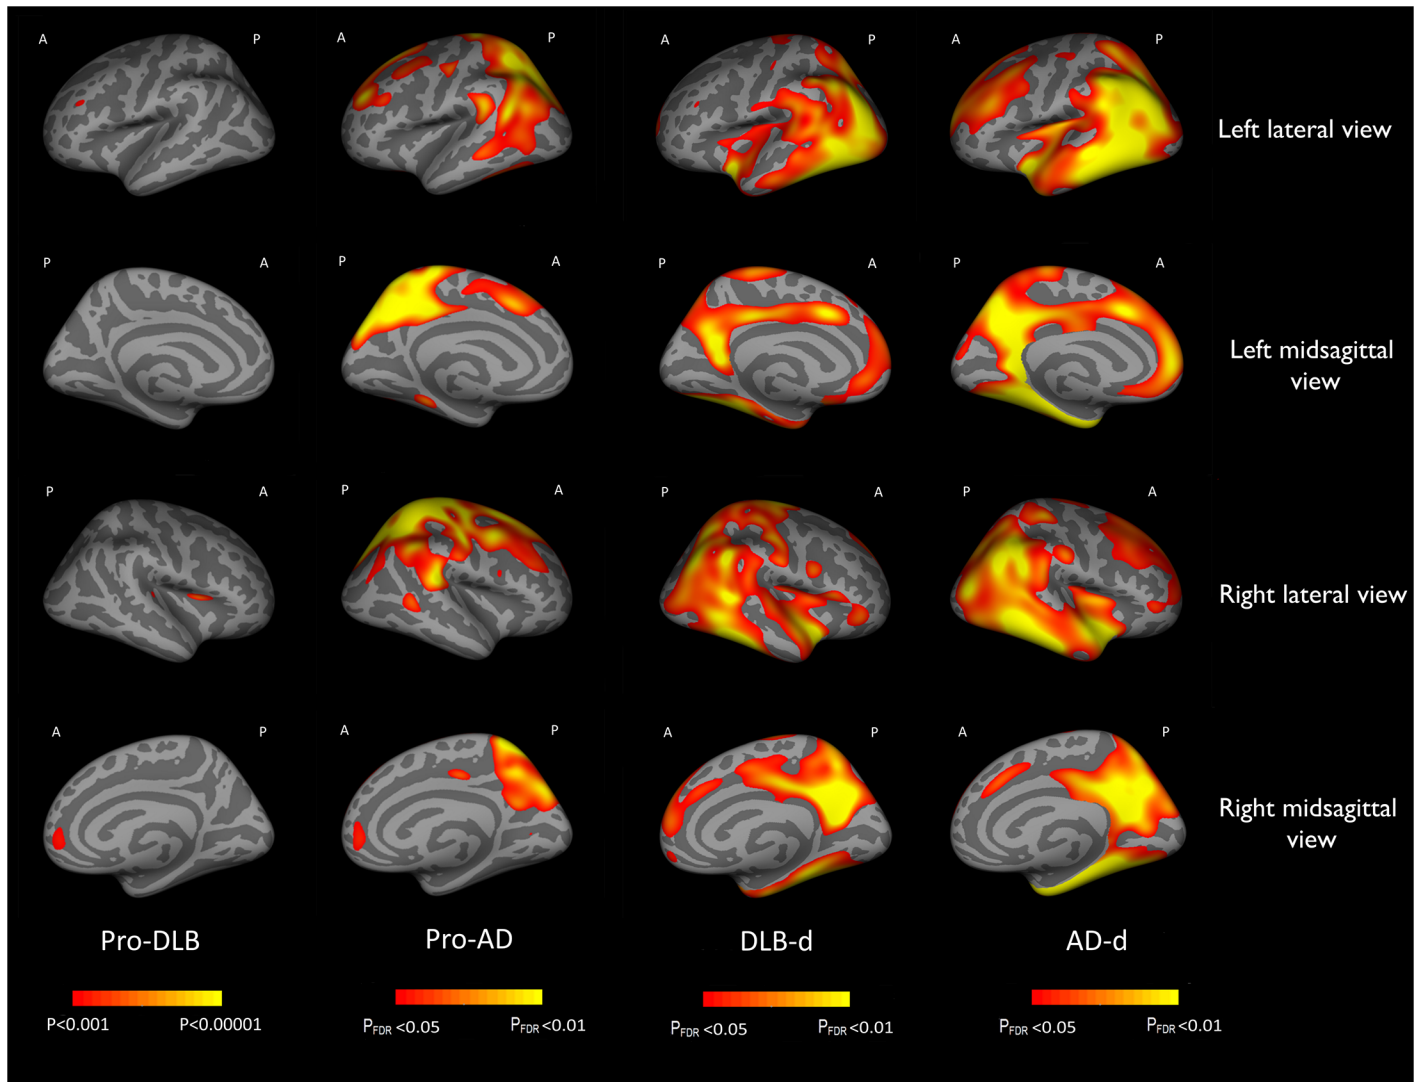 A P A P A P A P
Left lateral view
P A P A P A P A
Left midsagittal
view
P A P A P A P A
Right lateral view
A P A P A P A P
Right midsagittal
view
Pro-DLB Pro-AD DLB-d AD-d
P<0.001 P<0.00001 PFDR <0.05 PFDR <0.01 PFDR <0.05 PFDR <0.01 PFDR <0.05 PFDR <0.01